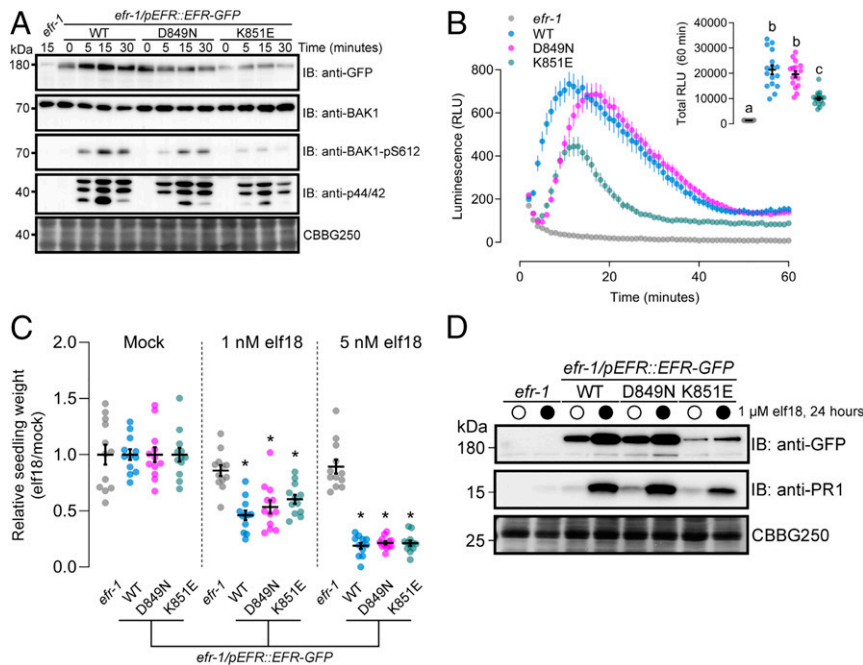 A
efr-1
efr-1/pEFR::EFR-GFP
WT D849N K851E
kDa 15 0 5 15 30 0 5 15 30 0 5 15 30 Time (minutes)
180 IB: anti-GFP
70 IB: anti-BAK1
70 IB: anti-BAK1-pS612
40 IB: anti-p44/42
40 CBBG250
B
efr-1
WT
D849N
K851E
Luminescence (RLU)
800
600
400
200
0
0 20 40 60
Time (minutes)
Total RLU (60 min)
40000
30000
20000
10000
0
a b b c
C
Relative seedling weight
(elf18/mock)
2.0
1.5
1.0
0.5
0.0
Mock 1 nM elf18 5 nM elf18
* * * * * *
efr-1 WT D849N K851E efr-1 WT D849N K851E efr-1 WT D849N K851E
efr-1/pEFR::EFR-GFP
D
efr-1/pEFR::EFR-GFP
efr-1 WT D849N K851E
1 µM elf18, 24 hours
kDa
180 IB: anti-GFP
15 IB: anti-PR1
25 CBBG250